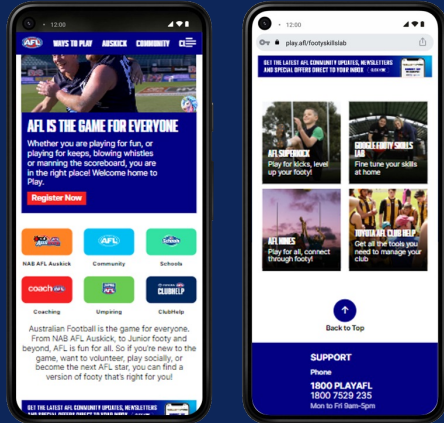 12:00
AFL
WAYS TO PLAY AUSKICK COMMUNITY
AFL IS THE GAME FOR EVERYONE
Whether you are playing for fun, or
playing for keeps, blowing whistles
or manning the scoreboard, you are
in the right place! Welcome home to
Play.
Register Now
AFL
Schools
NAB AFL Auskick Community Schools
coach AFL
CLUBHELP
Coaching Umpiring ClubHelp
Australian Football is the game for everyone.
From NAB AFL Auskick, to Junior footy and
beyond, AFL is fun for all. So if you're new to the
game, want to volunteer, play socially, or
become the next AFL star, you can find a
version of footy that's right for you!
GET THE LATEST AFL COMMUNITY UPDATES, NEWSLETTERS
AND SPECIAL OFFERS DIRECT TO YOUR INBOX
12:00
play.afl/footyskillslab
GET THE LATEST AFL COMMUNITY UPDATES, NEWSLETTERS
AND SPECIAL OFFERS DIRECT TO YOUR INBOX
AFL SUPERKICK
Play for kicks, level
up your footy!
GOOGLE FOOTY SKILLS
LAB
Fine tune your skills
at home
AFL NINES
Play for all, connect
through footy!
TOYOTA AFL CLUB HELP
Get all the tools you
need to manage your
club
Back to Top
SUPPORT
Phone
1800 PLAYAFL
1800 7529 235
Mon to Fri 9am-5pm